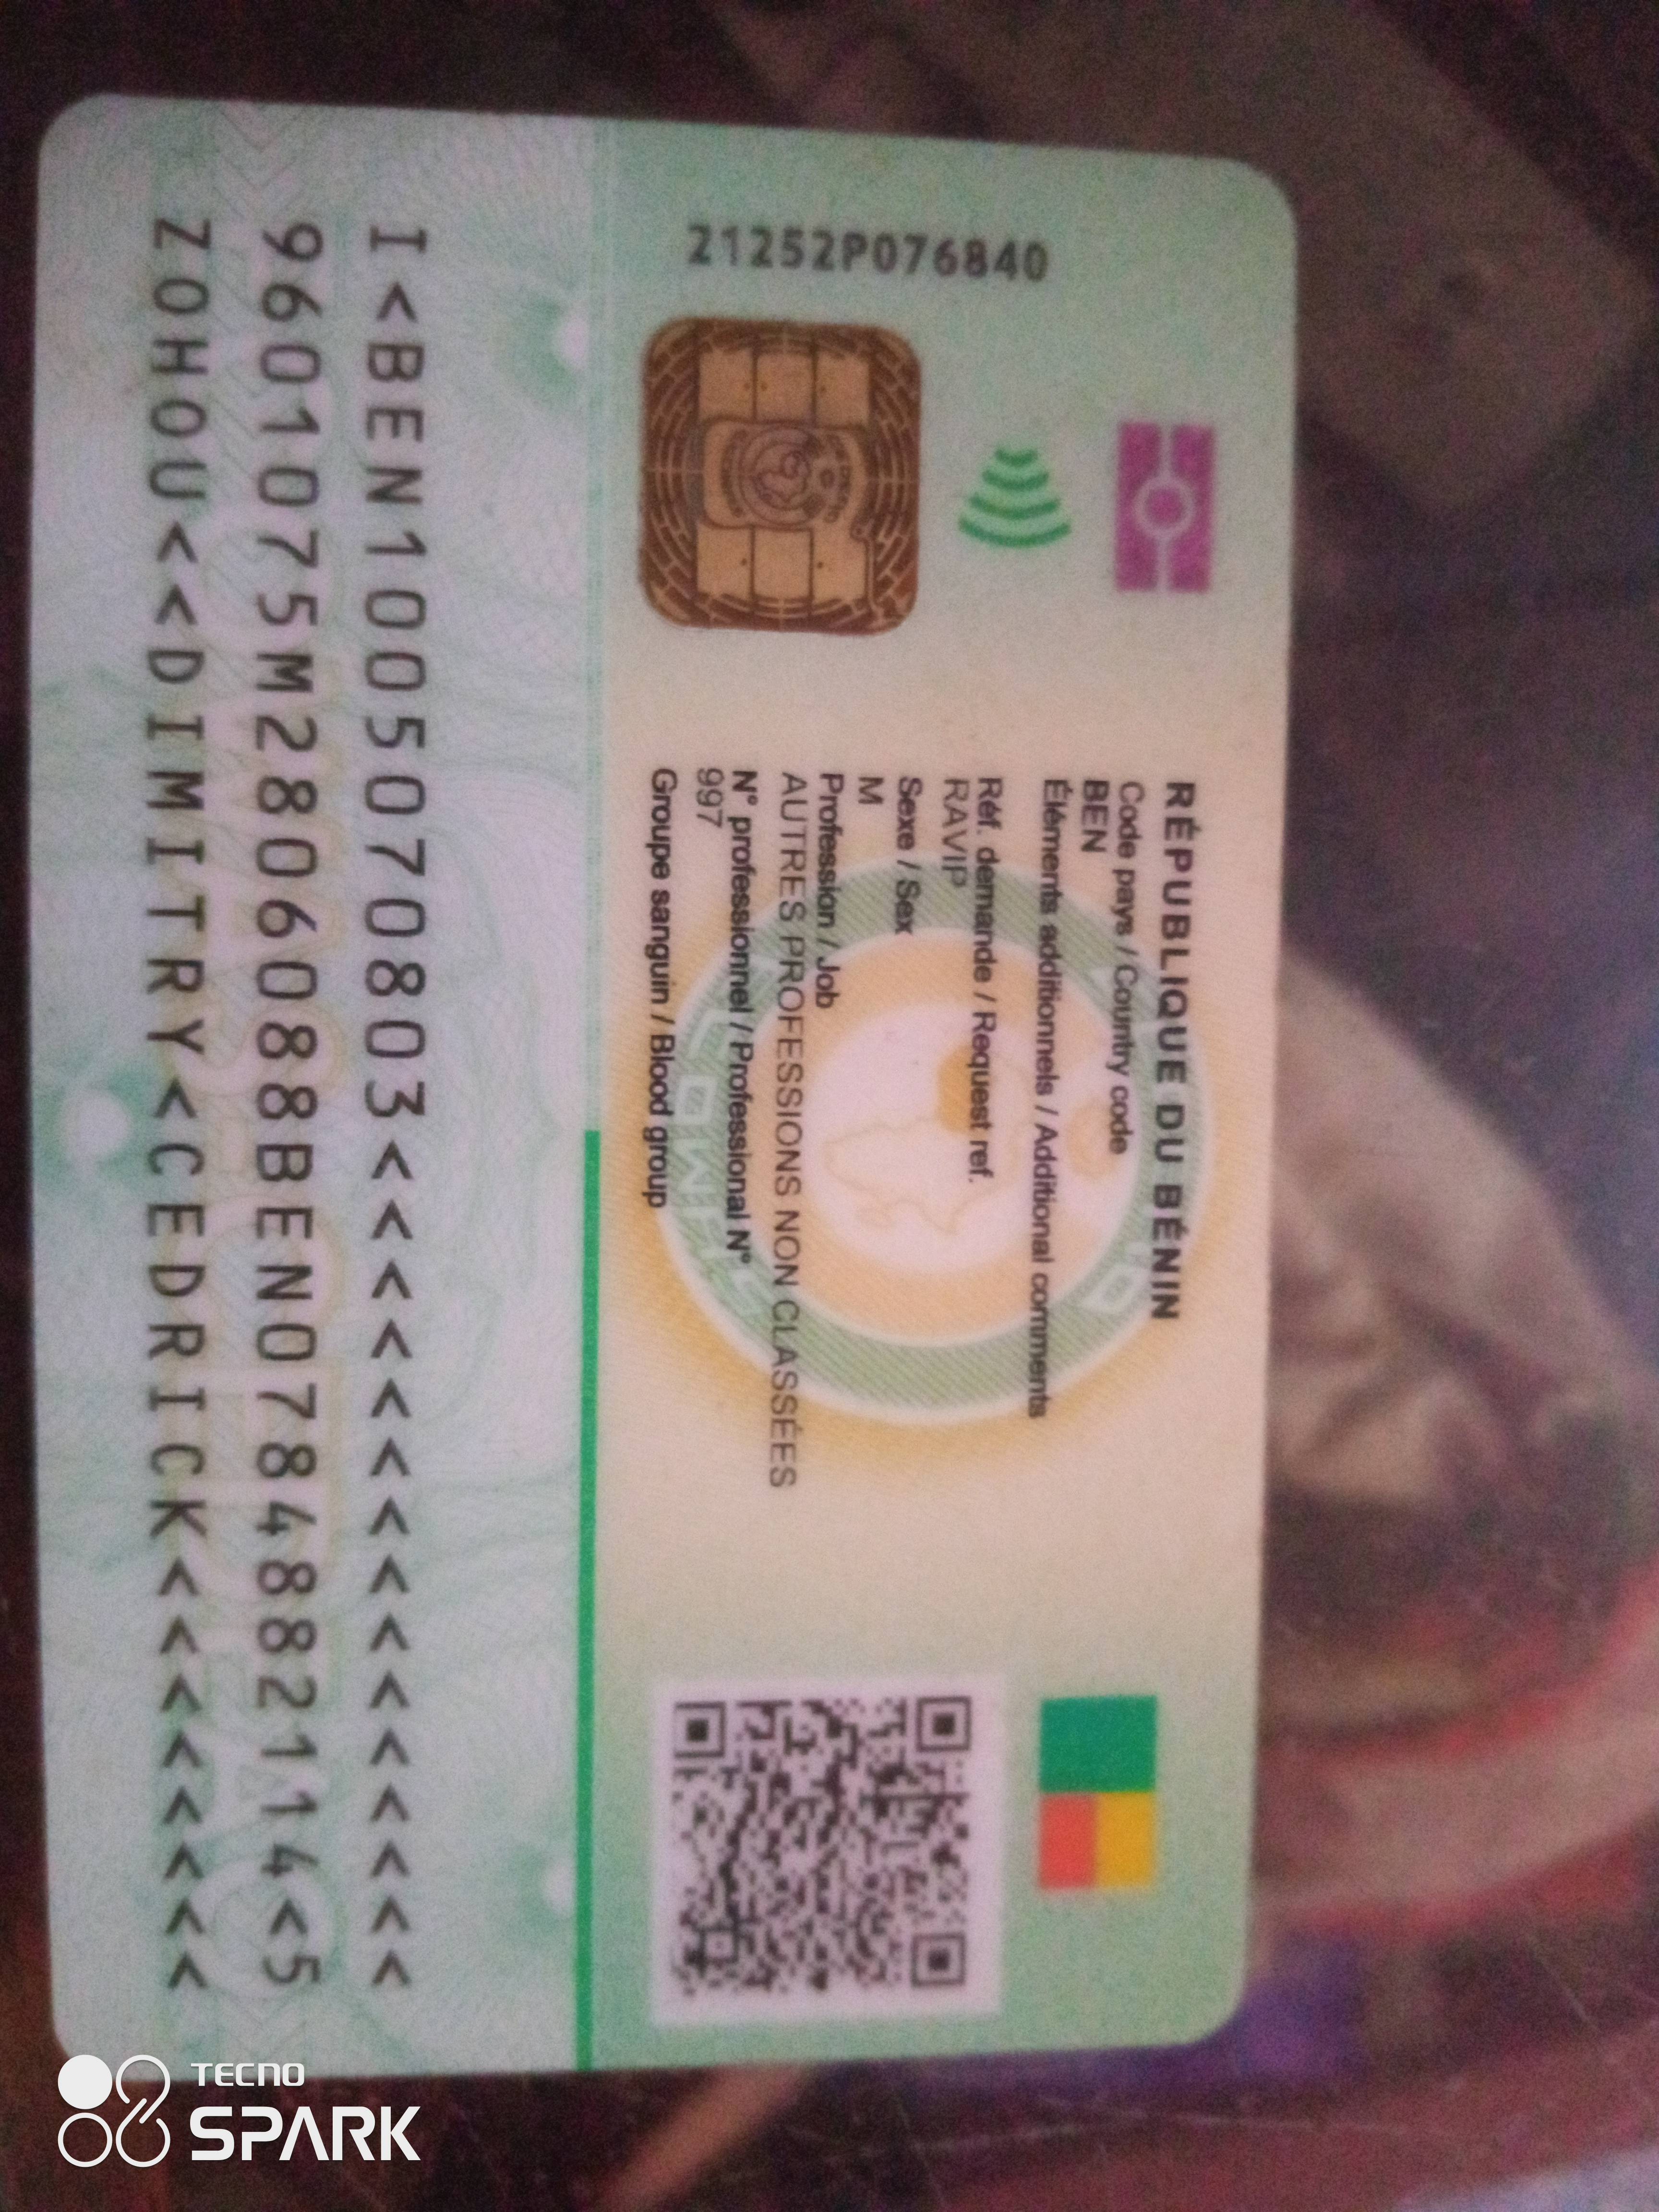 RÉPUBLIQUE DU BÉNIN
Code pays / Country code
BEN
Éléments additionnels / Additional comments
Réf. demande / Request ref.
RAVIP
Sexe / Sex
M
Profession / Job
AUTRES PROFESSIONS NON CLASSÉES
N° professionnel / Professional N°
997
Groupe sanguin / Blood group
21252P076840
I<BEN1005070803<<<<<<<<<<<<<<<
9601075M2806088BEN0784882114<5
ZOHOU<<DIMITRY<CEDRICK<<<<<<<<
TECNO
SPARK